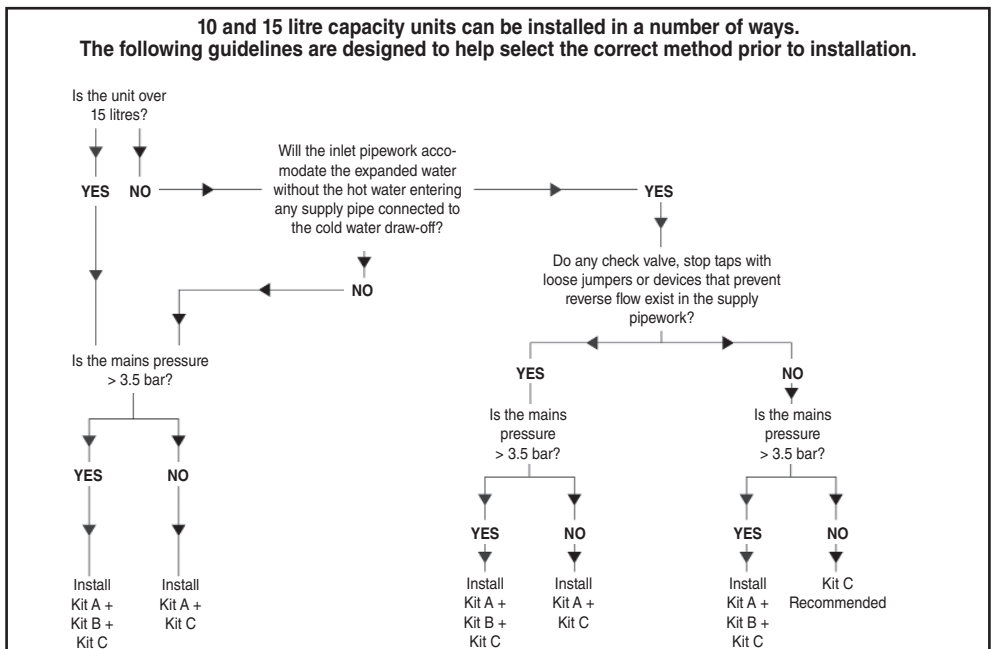 10 and 15 litre capacity units can be installed in a number of ways.
The following guidelines are designed to help select the correct method prior to installation.
Is the unit over
15 litres?
YES
NO
Will the inlet pipework acco-
modate the expanded water
without the hot water entering
any supply pipe connected to
the cold water draw-off?
YES
NO
Do any check valve, stop taps with
loose jumpers or devices that prevent
reverse flow exist in the supply
pipework?
Is the mains pressure
> 3.5 bar?
YES
NO
YES
NO
Is the mains
pressure
> 3.5 bar?
Is the mains
pressure
> 3.5 bar?
YES
NO
YES
NO
Install
Kit A +
Kit B +
Kit C
Install
Kit A +
Kit C
Install
Kit A +
Kit B +
Kit C
Install
Kit A +
Kit C
Install
Kit A +
Kit B +
Kit C
Kit C
Recommended